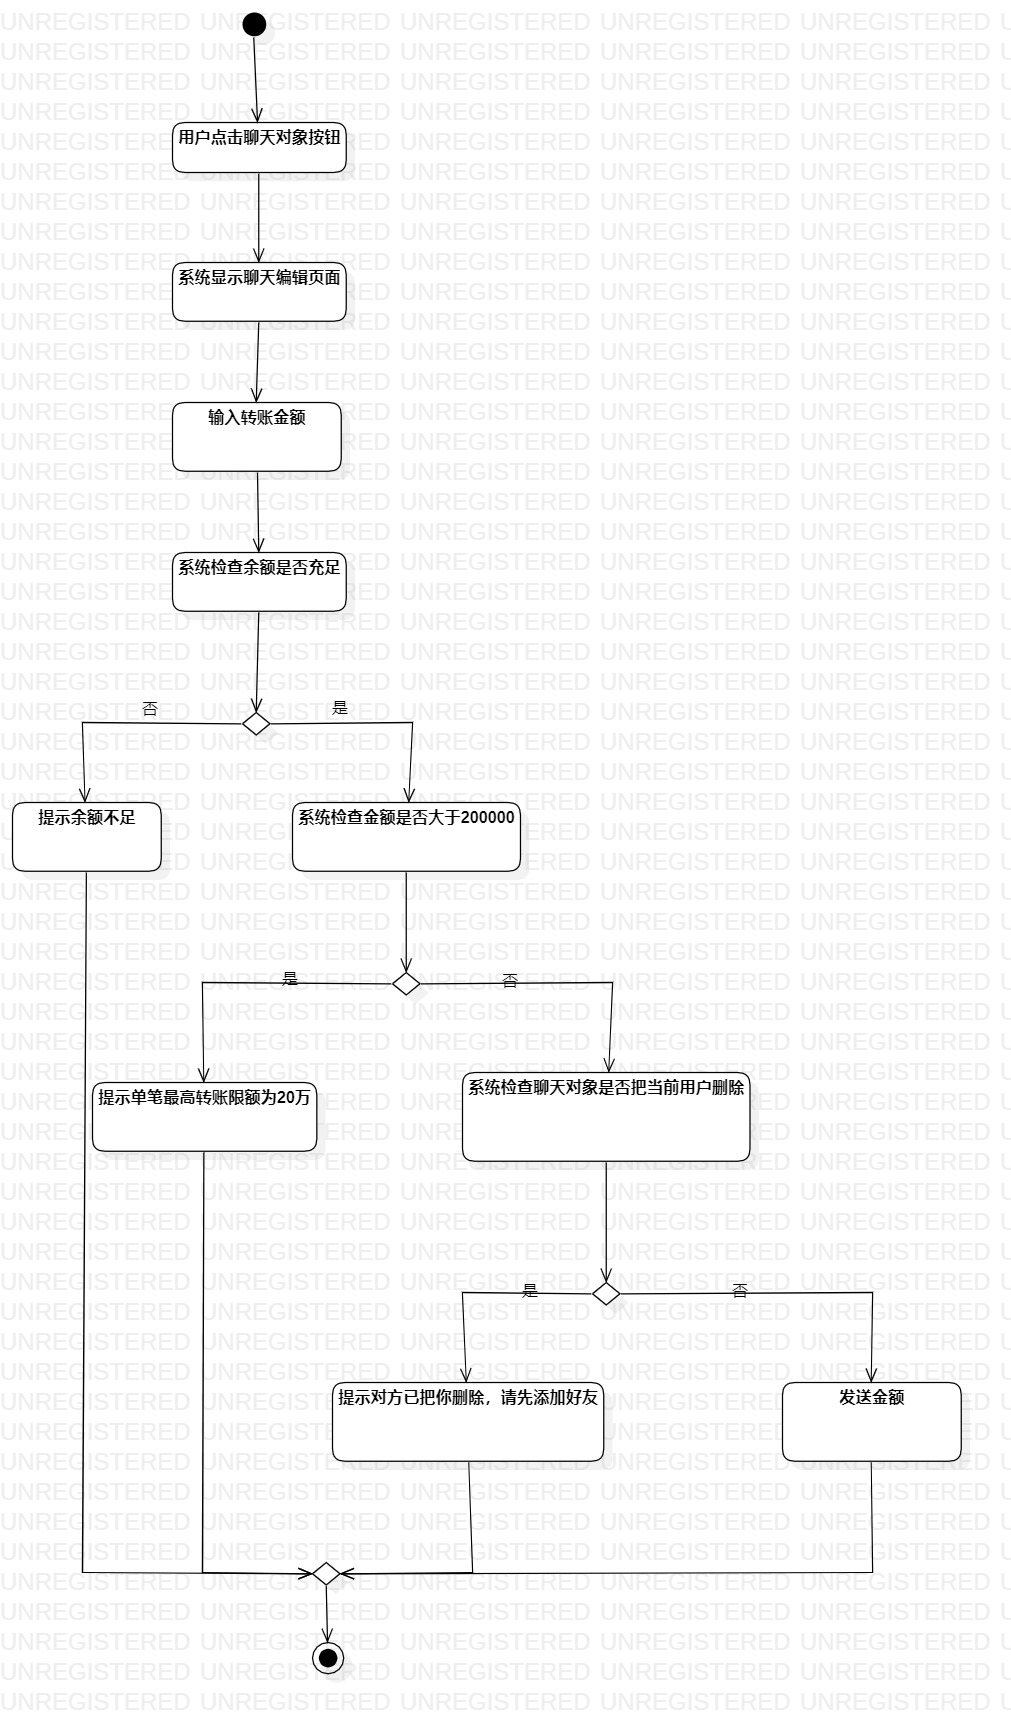 用户点击聊天对象按钮
系统显示聊天编辑页面
输入转账金额
系统检查余额是否充足
否
是
提示余额不足
系统检查金额是否大于200000
是
否
提示单笔最高转账限额为20万
系统检查聊天对象是否把当前用户删除
是
否
提示对方已把你删除，请先添加好友
发送金额
UNREGISTERED